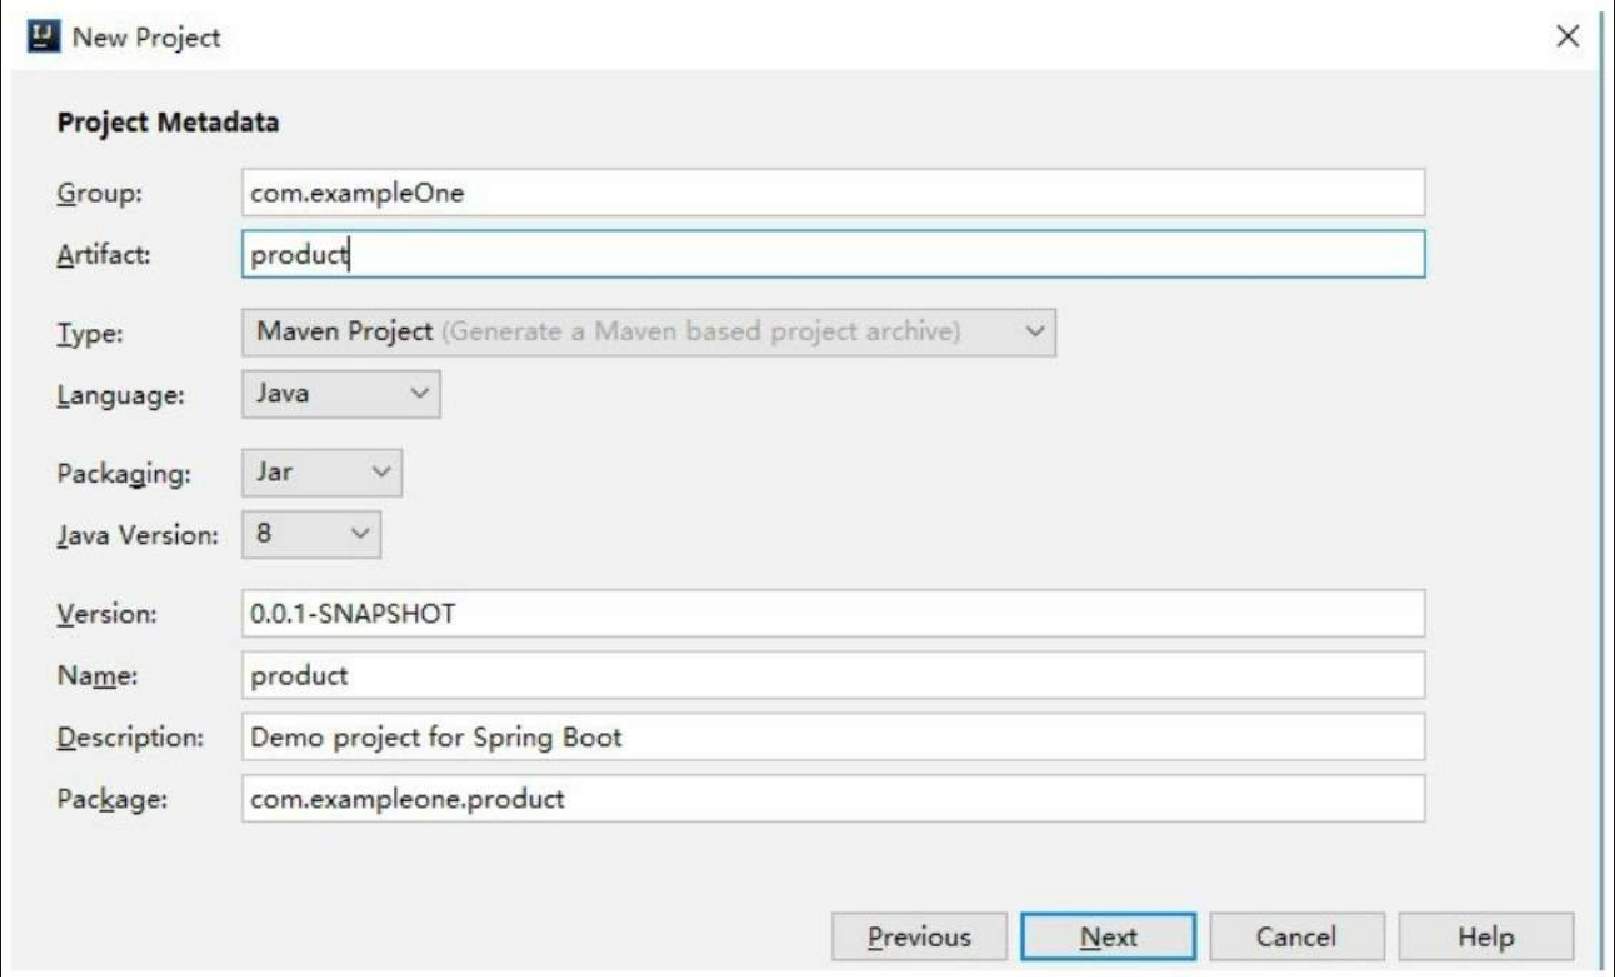 New Project
Project Metadata
Group: com.exampleOne
Artifact: product
Type: Maven Project (Generate a Maven based project archive)
Language: Java
Packaging: Jar
Java Version: 8
Version: 0.0.1-SNAPSHOT
Name: product
Description: Demo project for Spring Boot
Package: com.exampleone.product
Previous Next Cancel Help